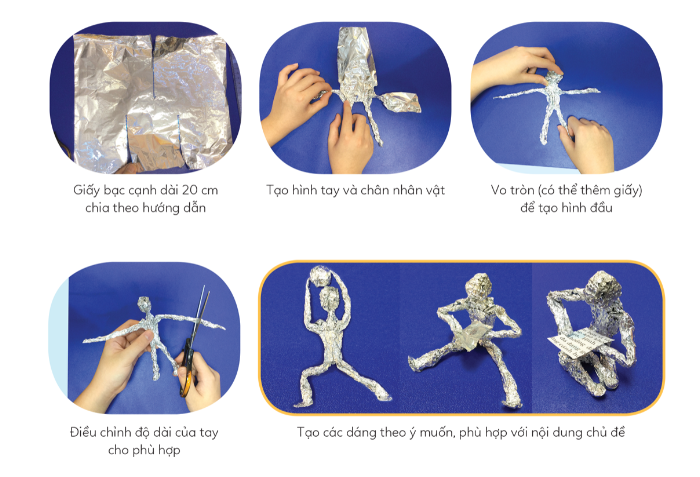 Giấy bạc cạnh dài 20 cm
chia theo hướng dẫn
Tạo hình tay và chân nhân vật
Vo tròn (có thể thêm giấy)
để tạo hình đầu
Điều chỉnh độ dài của tay
cho phù hợp
Tạo các dáng theo ý muốn, phù hợp với nội dung chủ đề